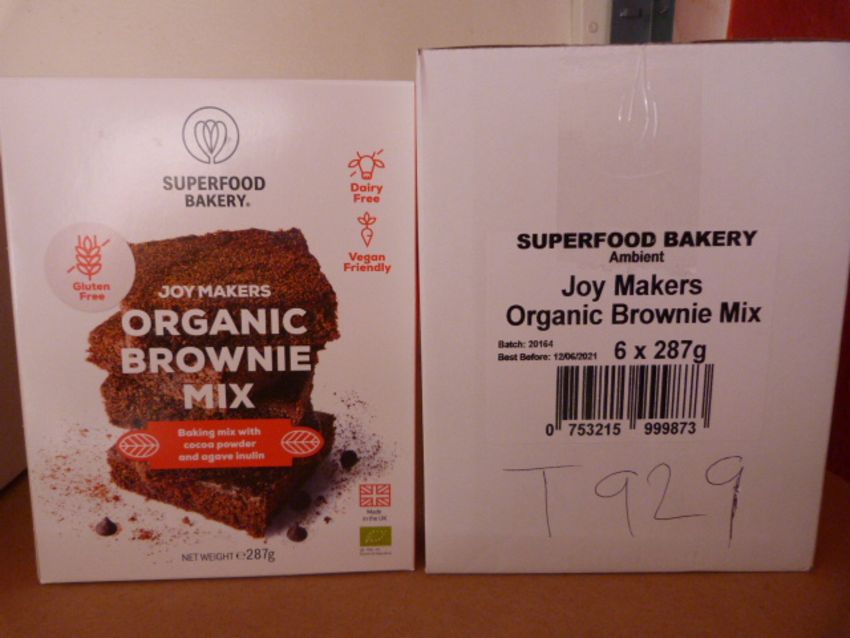 SUPERFOOD
BAKERY.
Dairy
Free
Vegan
Friendly
Gluten
Free
JOY MAKERS
ORGANIC
BROWNIE
MIX
Baking mix with
cocoa powder
and agave inulin
Made
in the UK
NET WEIGHT e287g
SUPERFOOD BAKERY
Ambient
Joy Makers
Organic Brownie Mix
Batch: 20164
Best Before: 12/06/2021
6 x 287g
0 753215 999873
T929